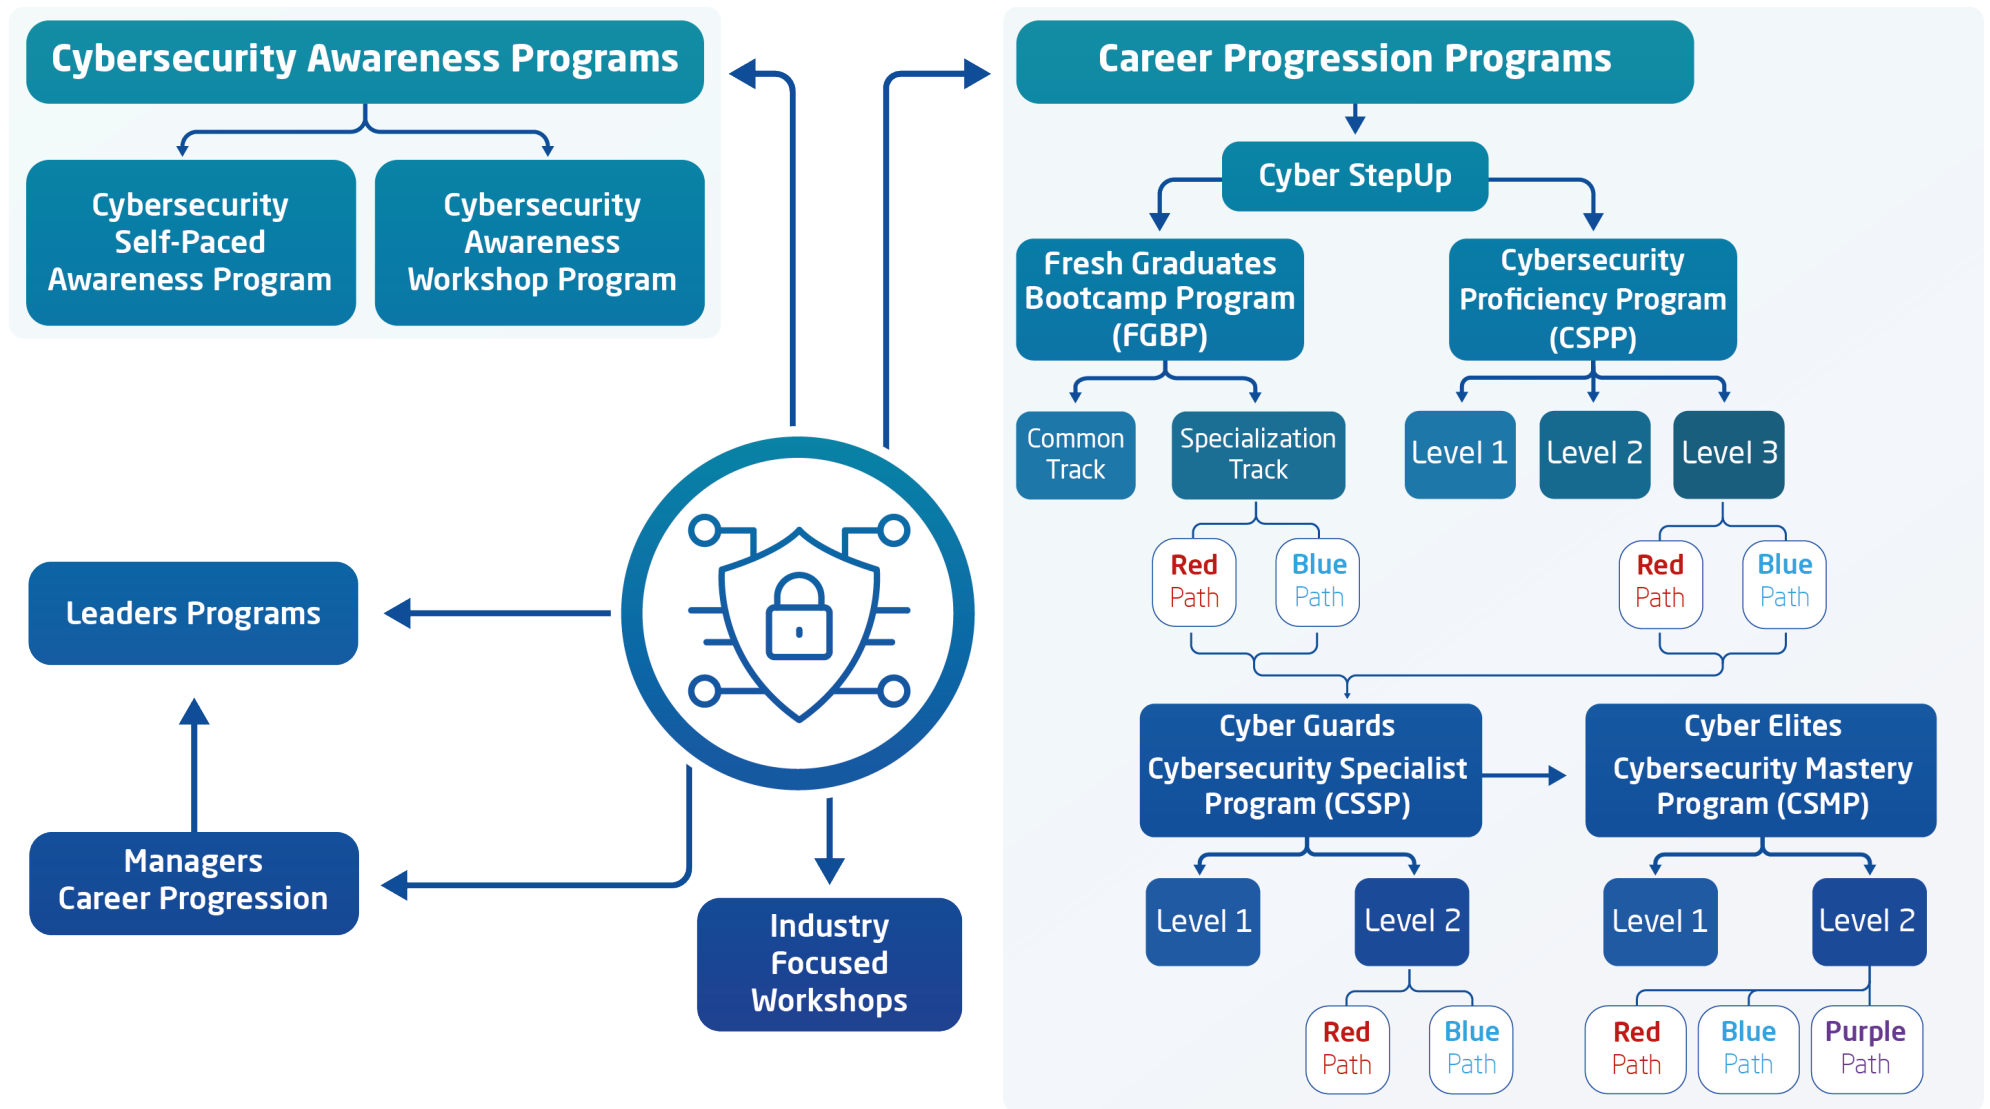 Cybersecurity Awareness Programs
Cybersecurity
Self-Paced
Awareness Program
Cybersecurity
Awareness
Workshop Program
Leaders Programs
Managers
Career Progression
Industry
Focused
Workshops
Career Progression Programs
Cyber StepUp
Fresh Graduates
Bootcamp Program
(FGBP)
Cybersecurity
Proficiency Program
(CSPP)
Common
Track
Specialization
Track
Level 1
Level 2
Level 3
Red
Path
Blue
Path
Red
Path
Blue
Path
Cyber Guards
Cybersecurity Specialist
Program (CSSP)
Cyber Elites
Cybersecurity Mastery
Program (CSMP)
Level 1
Level 2
Level 1
Level 2
Red
Path
Blue
Path
Red
Path
Blue
Path
Purple
Path